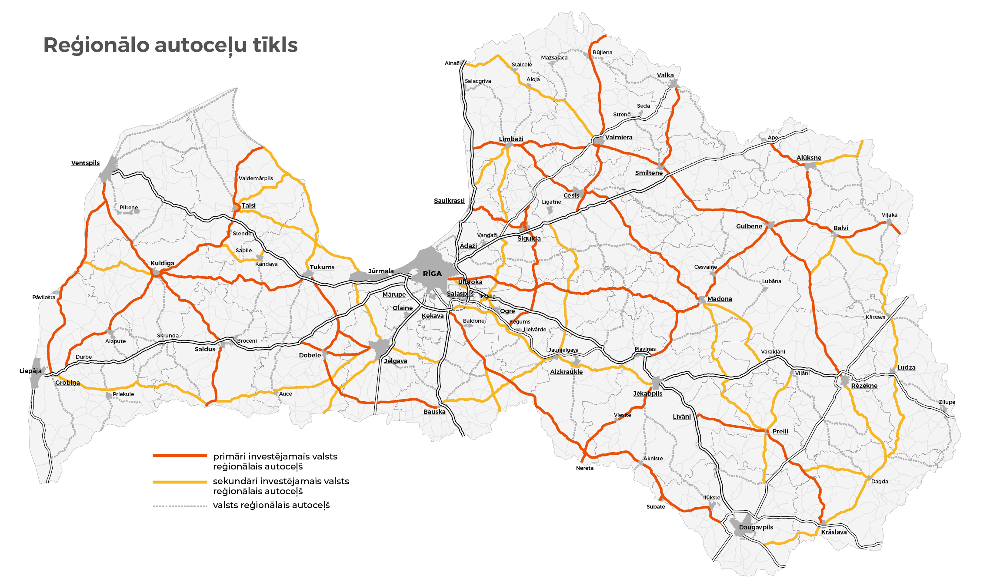 Reģionālo autoceļu tīkls
Rūjiena
Mazsalaca
Ainaži
Staicele
Valka
Aloja
Salacgrīva
Seda
Strenči
Limbaži
Valmiera
Ape
Alūksne
Ventspils
Smiltene
Valdemārpils
Cēsis
Saulkrasti
Līgatne
Talsi
Piltene
Viļaka
Gulbene
Balvi
Stende
Vangaži
Sigulda
Ādaži
Sabile
Kandava
Kuldīga
Tukums
Cesvaine
Jūrmala
RĪGA
Ulbroka
Lubāna
Mārupe
Salaspils
Ikšķile
Pāvilosta
Madona
Olaine
Ogre
Ķekava
Kārsava
Baldone
Ķegums
Lielvārde
Skrunda
Aizpute
Brocēni
Saldus
Jaunjelgava
Pļaviņas
Varakļāni
Durbe
Dobele
Jelgava
Liepāja
Aizkraukle
Ludza
Viļāni
Grobiņa
Rēzekne
Priekule
Auce
Jēkabpils
Zilupe
Bauska
Viesīte
Līvāni
Preiļi
primāri investējamais valsts
reģionālais autoceļš
Aknīste
Nereta
sekundāri investējamais valsts
reģionālais autoceļš
Dagda
Ilūkste
valsts reģionālais autoceļš
Subate
Daugavpils
Krāslava